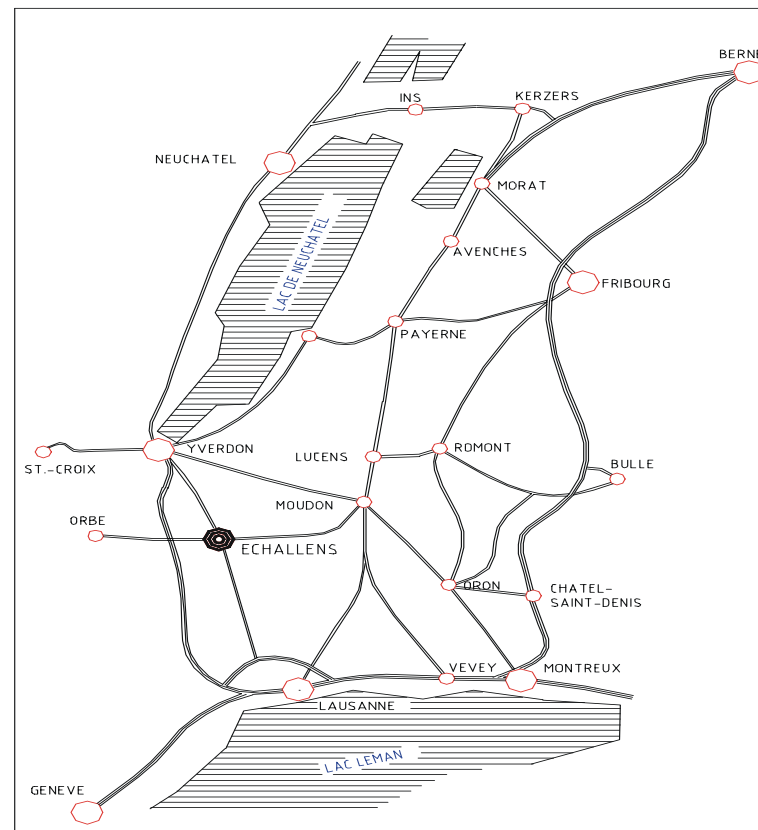 BERNE
INS
KERZERS
NEUCHATEL
MORAT
LAC DE NEUCHATEL
AVENCHES
FRIBOURG
PAYERNE
YVERDON
LUCENS
ROMONT
BULLE
ST.-CROIX
MOUDON
ORBE
ECHALLENS
ORON
CHATEL-
SAINT-DENIS
VEVEY
MONTREUX
LAUSANNE
LAC LEMAN
GENEVE